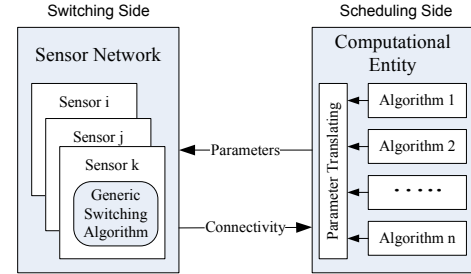 Switching Side
Sensor Network
Sensor i
Sensor j
Sensor k
Generic
Switching
Algorithm
Parameters
Connectivity
Scheduling Side
Computational
Entity
Parameter Translating
Algorithm 1
Algorithm 2
.....
Algorithm n